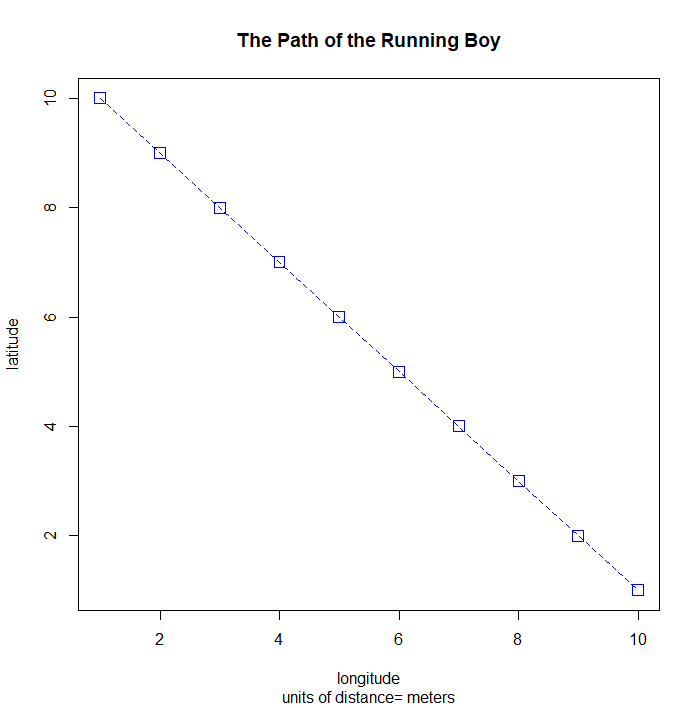 The Path of the Running Boy
10
8
6
4
2
latitude
2 4 6 8 10
longitude
units of distance= meters